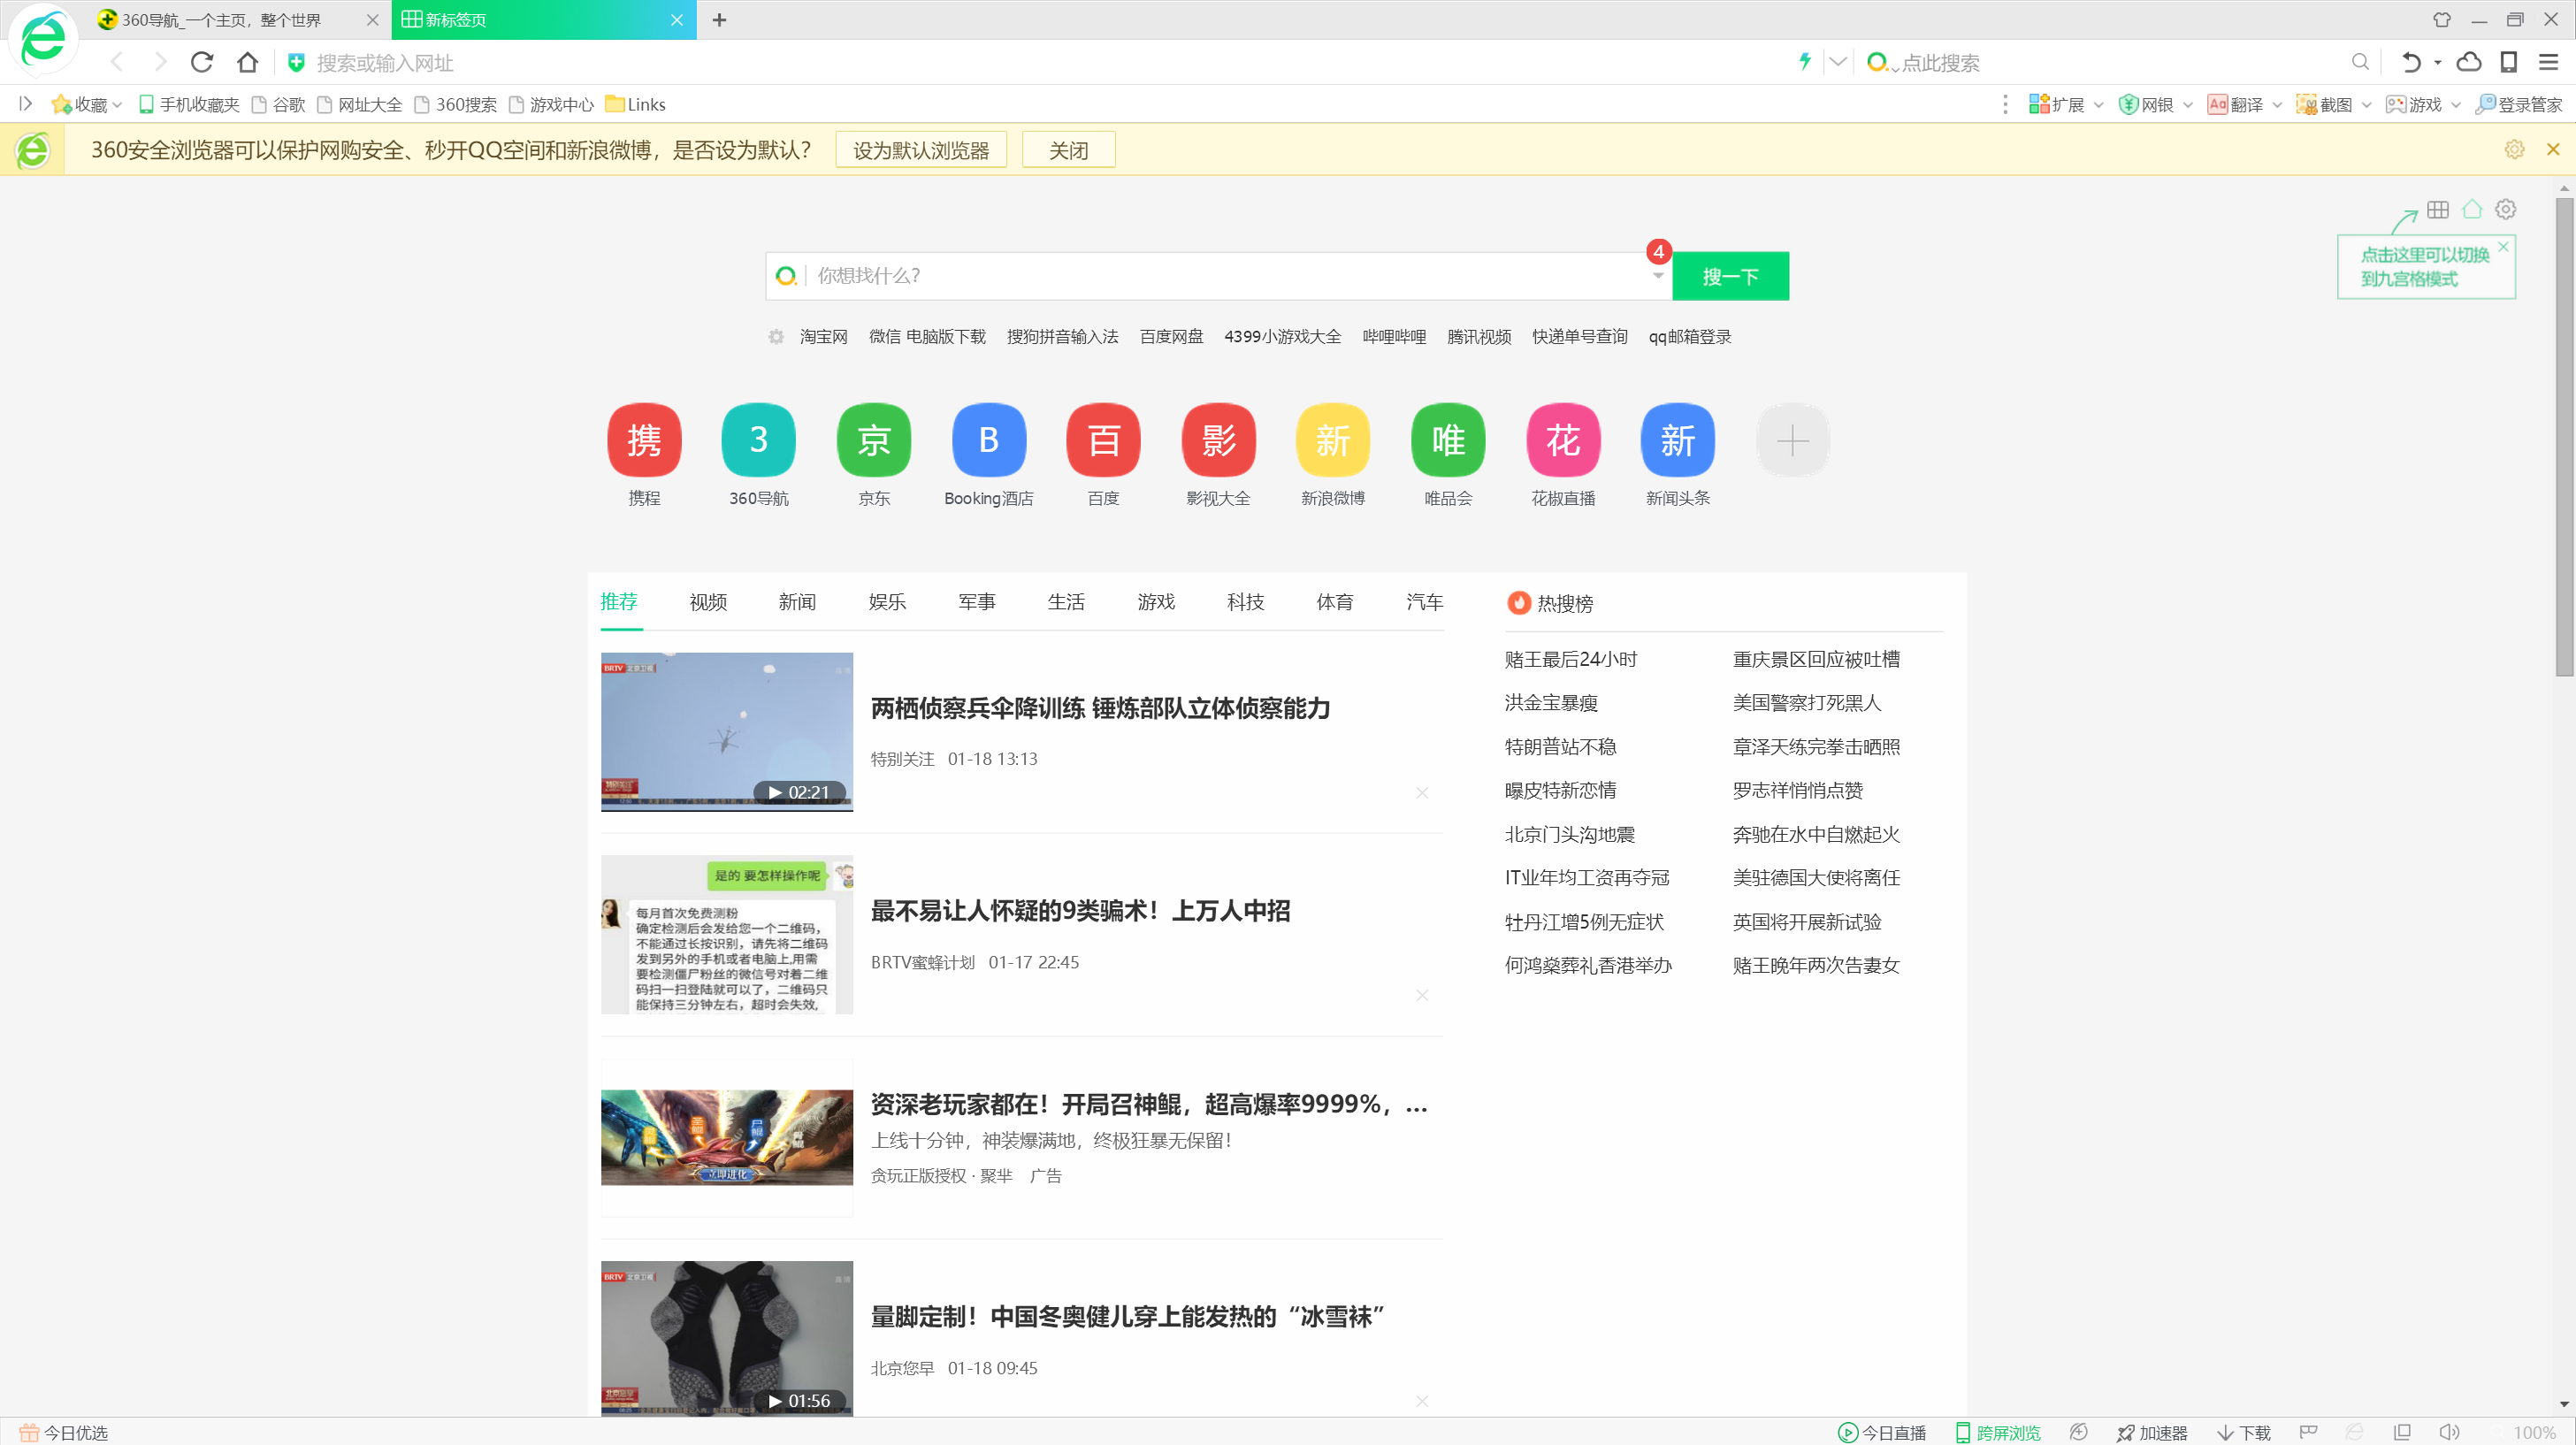 360导航_一个主页，整个世界
新标签页
搜索或输入网址
点此搜索
收藏 手机收藏夹 谷歌 网址大全 360搜索 游戏中心 Links
扩展 网银 翻译 截图 游戏 登录管家
360安全浏览器可以保护网购安全、秒开QQ空间和新浪微博，是否设为默认？ 设为默认浏览器 关闭
点击这里可以切换
到九宫格模式
4
你想找什么？ 搜一下
淘宝网 微信 电脑版下载 搜狗拼音输入法 百度网盘 4399小游戏大全 哔哩哔哩 腾讯视频 快递单号查询 qq邮箱登录
携 3 京 B 百 影 新 唯 花 新
携程 360导航 京东 Booking酒店 百度 影视大全 新浪微博 唯品会 花椒直播 新闻头条
推荐 视频 新闻 娱乐 军事 生活 游戏 科技 体育 汽车
BRTV 北京卫视
02:21
两栖侦察兵伞降训练 锤炼部队立体侦察能力
特别关注 01-18 13:13
是的 要怎样操作呢
每月首次免费测粉
确定检测后会发给您一个二维码，
不能通过长按识别，请先将二维码
发到另外的手机或者电脑上,用需
要检测僵尸粉丝的微信号对着二维
码扫一扫登陆就可以了，二维码只
能保持三分钟左右，超时会失效,
最不易让人怀疑的9类骗术！上万人中招
BRTV蜜蜂计划 01-17 22:45
立即进化
资深老玩家都在！开局召神鲲，超高爆率9999%，...
上线十分钟，神装爆满地，终极狂暴无保留！
贪玩正版授权 · 聚芈 广告
BRTV 北京卫视
北京您早
01:56
量脚定制！中国冬奥健儿穿上能发热的“冰雪袜”
北京您早 01-18 09:45
热搜榜
赌王最后24小时 重庆景区回应被吐槽
洪金宝暴瘦 美国警察打死黑人
特朗普站不稳 章泽天练完拳击晒照
曝皮特新恋情 罗志祥悄悄点赞
北京门头沟地震 奔驰在水中自燃起火
IT业年均工资再夺冠 美驻德国大使将离任
牡丹江增5例无症状 英国将开展新试验
何鸿燊葬礼香港举办 赌王晚年两次告妻女
今日优选
今日直播 跨屏浏览 加速器 下载 100%